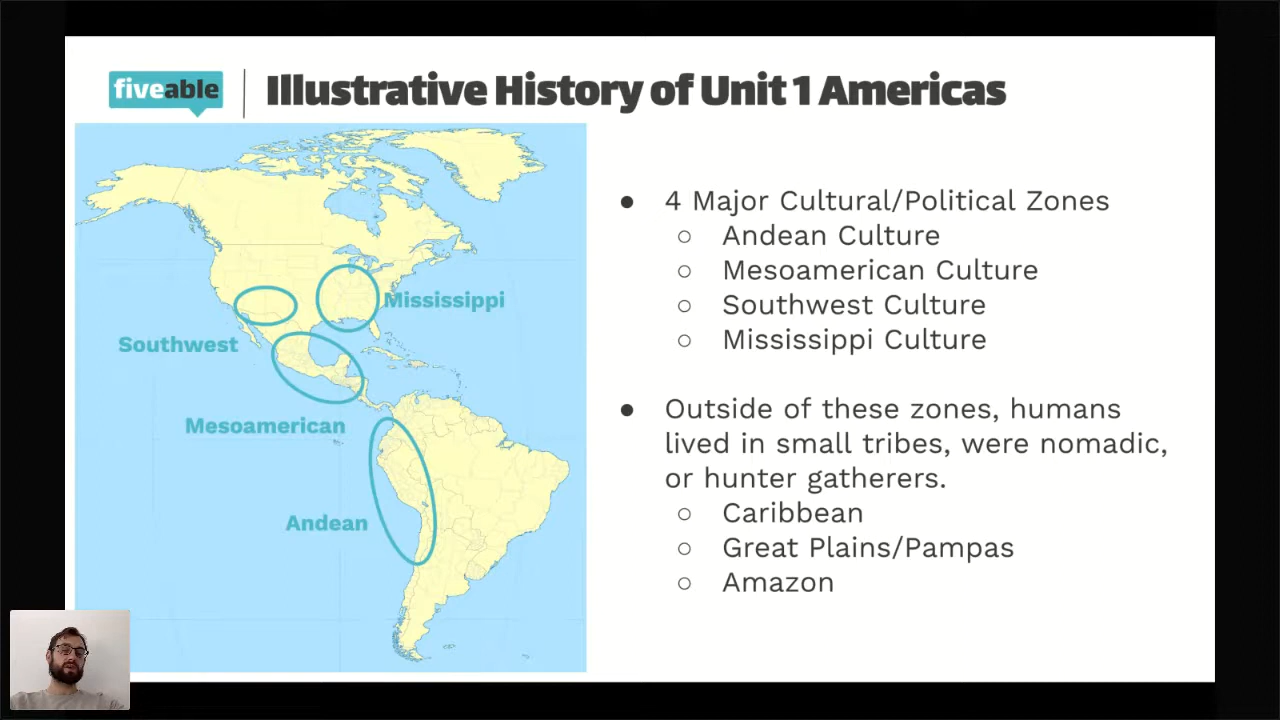 fiveable
Illustrative History of Unit 1 Americas
Mississippi
Southwest
Mesoamerican
Andean
● 4 Major Cultural/Political Zones
○ Andean Culture
○ Mesoamerican Culture
○ Southwest Culture
○ Mississippi Culture
● Outside of these zones, humans
lived in small tribes, were nomadic,
or hunter gatherers.
○ Caribbean
○ Great Plains/Pampas
○ Amazon